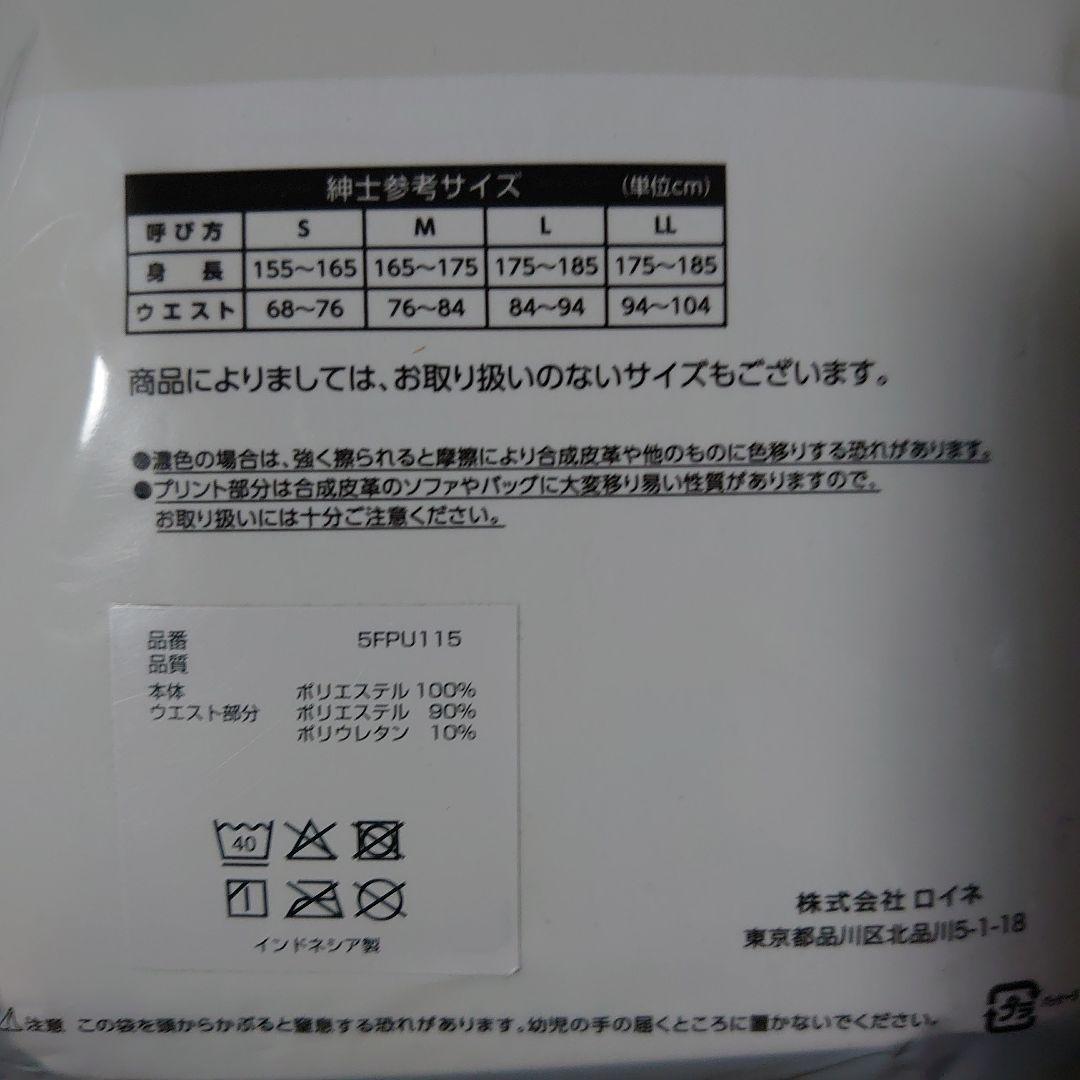 紳士参考サイズ (単位cm)
呼び方 S M L LL
身長 155～165 165～175 175～185 175～185
ウエスト 68～76 76～84 84～94 94～104
商品によりましては、お取り扱いのないサイズもございます。
●濃色の場合は、強く擦られると摩擦により合成皮革や他のものに色移りする恐れがあります。
●プリント部分は合成皮革のソファやバッグに大変移り易い性質がありますので。
お取り扱いには十分ご注意ください。
品番 5FPU115
品質
本体 ポリエステル 100%
ウエスト部分 ポリエステル 90%
ポリウレタン 10%
40
インドネシア製
株式会社 ロイネ
東京都品川区北品川5-1-18
⚠注意 この袋を頭からかぶると窒息する恐れがあります。幼児の手の届くところに置かないでください。
プラ